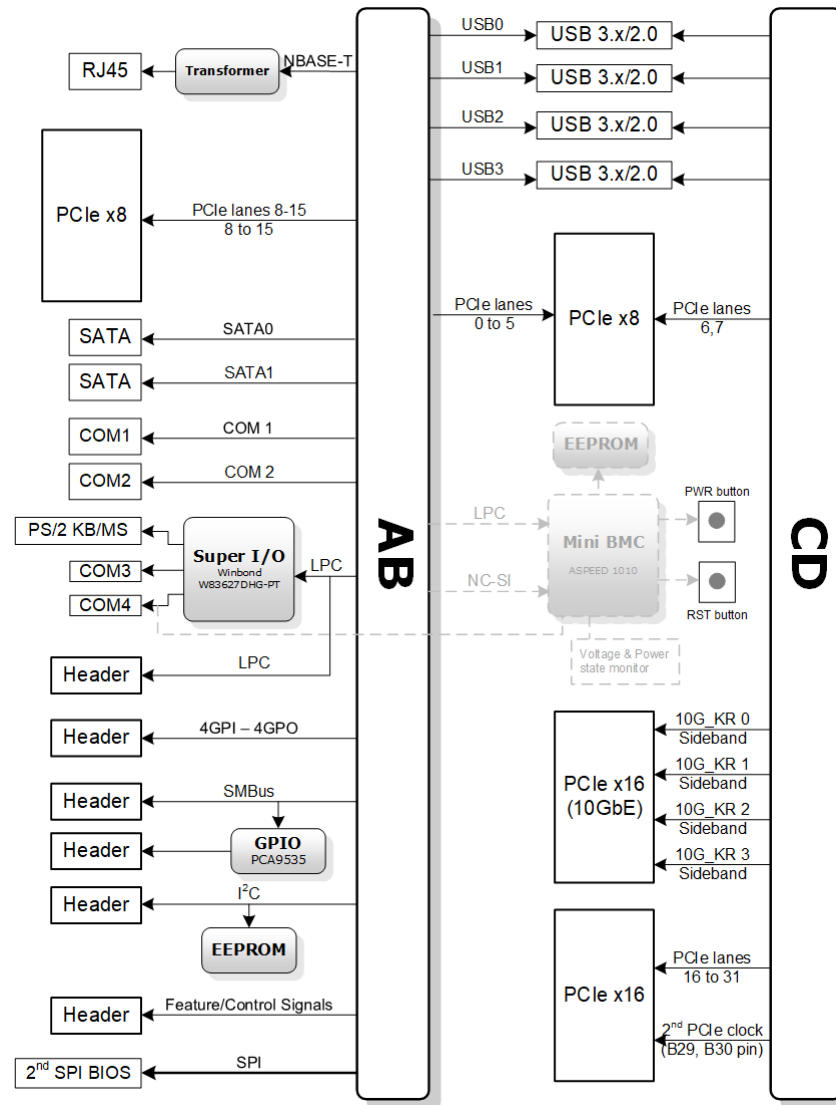 USB0
USB 3.x/2.0
NBASE-T
Transformer
RJ45
USB1
USB 3.x/2.0
USB2
USB 3.x/2.0
USB3
USB 3.x/2.0
PCIe x8
PCIe lanes 8-15
8 to 15
PCIe lanes
0 to 5
PCIe x8
PCIe lanes
6,7
SATA
SATA0
SATA
SATA1
COM1
COM 1
COM2
COM 2
EEPROM
PWR button
PS/2 KB/MS
COM3
COM4
Super I/O
Winbond
W83627DHG-PT
LPC
AB
LPC
NC-SI
Mini BMC
ASPEED 1010
CD
RST button
Voltage & Power
state monitor
Header
LPC
Header
4GPI – 4GPO
Header
SMBus
Header
GPIO
PCA9535
Header
I²C
EEPROM
PCIe x16
(10GbE)
10G_KR 0
Sideband
10G_KR 1
Sideband
10G_KR 2
Sideband
10G_KR 3
Sideband
Header
Feature/Control Signals
2nd SPI BIOS
SPI
PCIe x16
PCIe lanes
16 to 31
2nd PCIe clock
(B29, B30 pin)